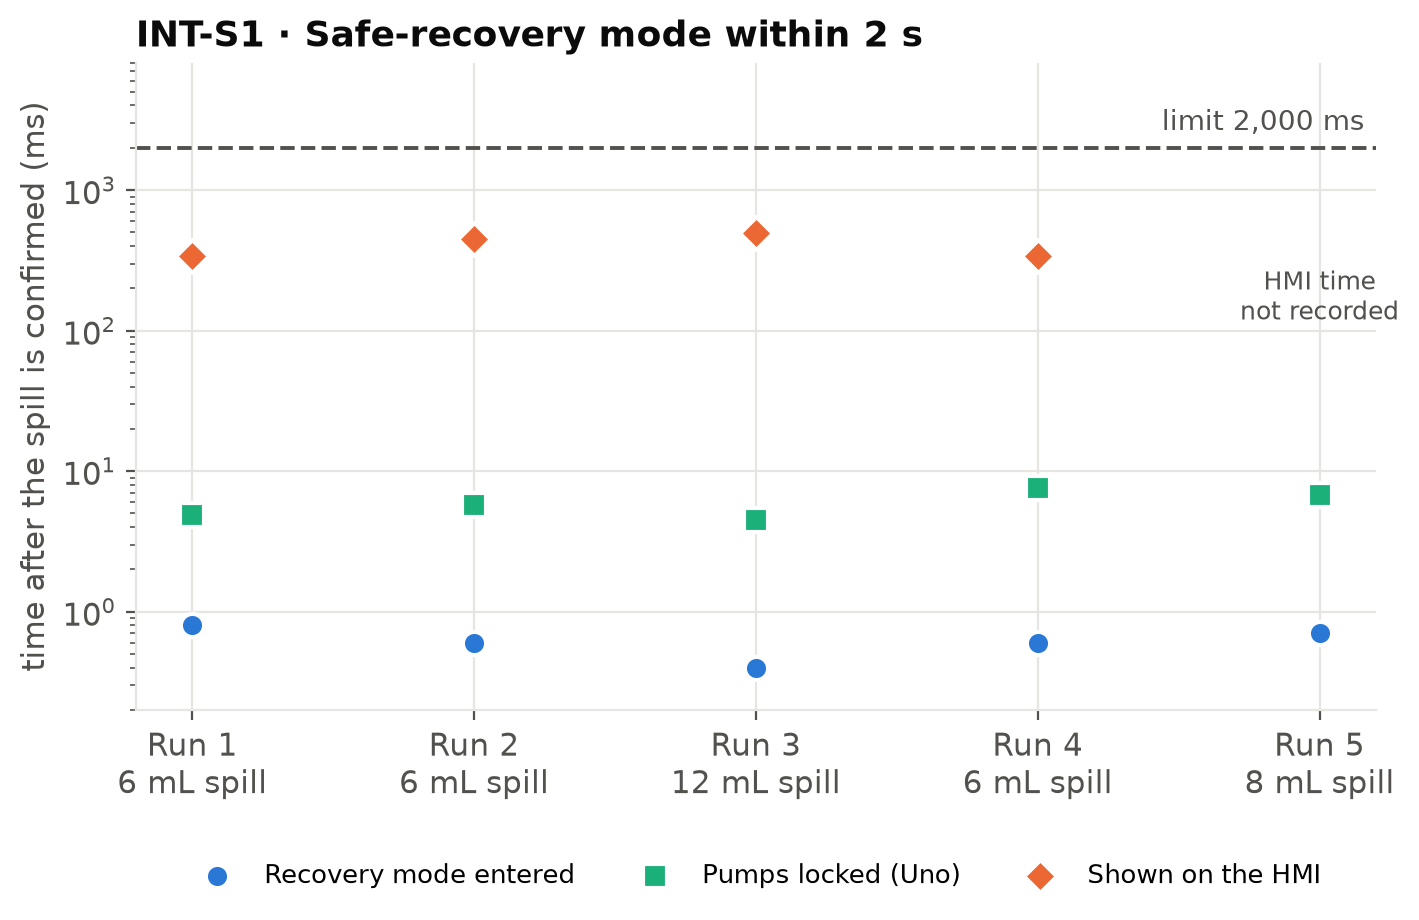 INT-S1 · Safe-recovery mode within 2 s
time after the spill is confirmed (ms)
limit 2,000 ms
10³
HMI time
not recorded
10²
10¹
10⁰
Run 1 Run 2 Run 3 Run 4 Run 5
6 mL spill 6 mL spill 12 mL spill 6 mL spill 8 mL spill
Recovery mode entered Pumps locked (Uno) Shown on the HMI